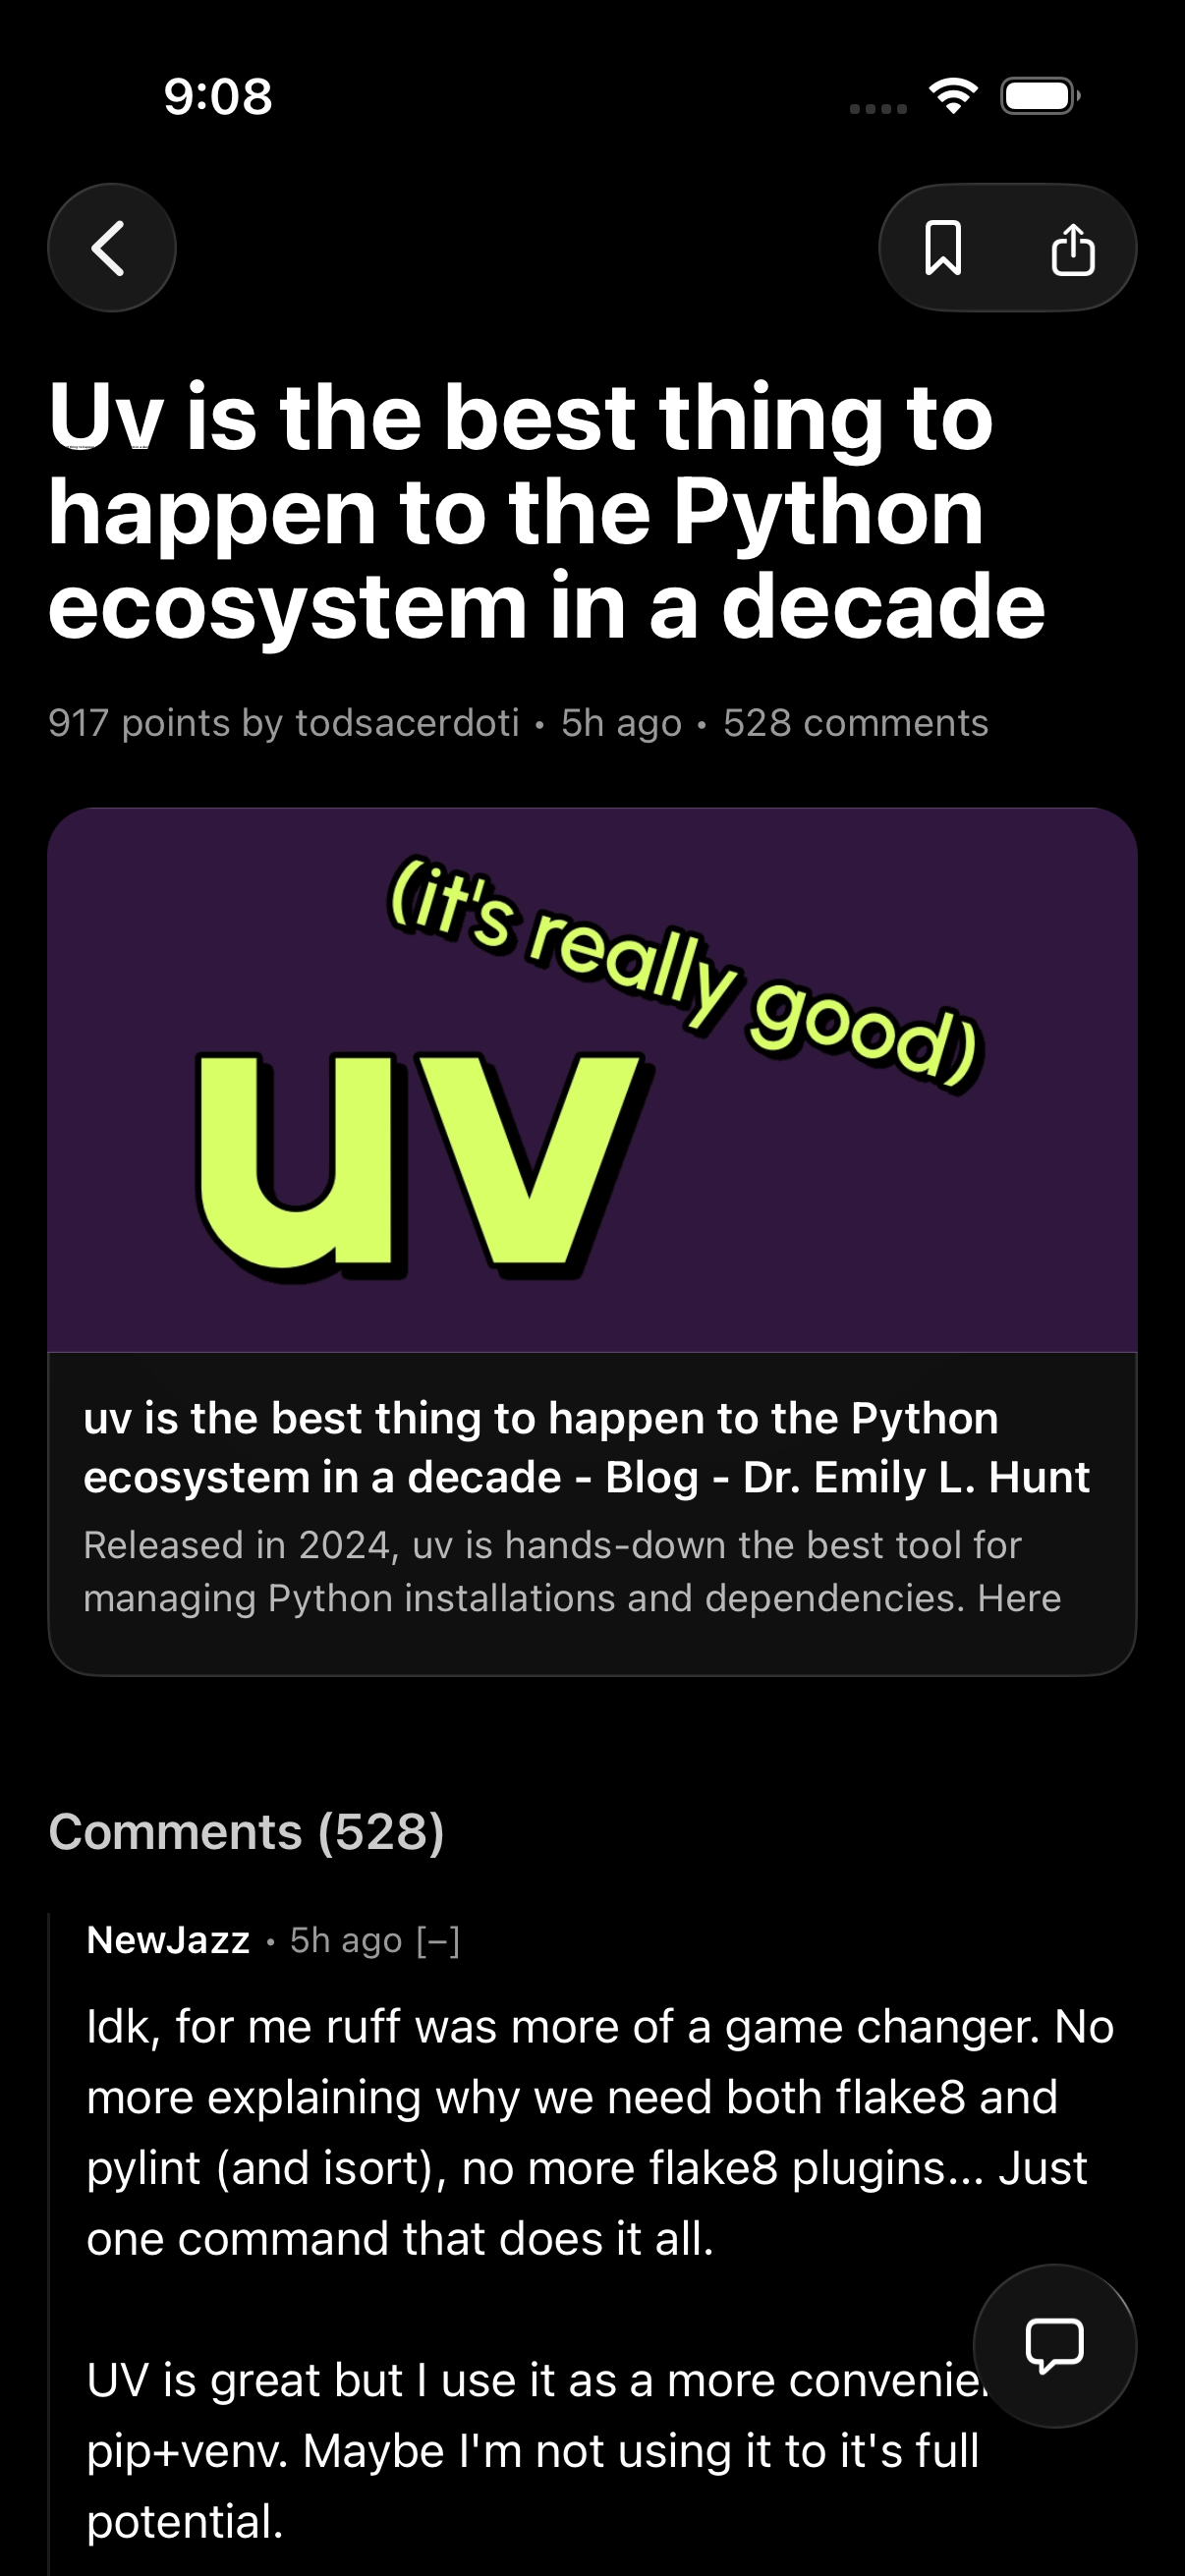 9:08
Uv is the best thing to
happen to the Python
ecosystem in a decade
917 points by todsacerdoti • 5h ago • 528 comments
(it's really good)
uv
uv is the best thing to happen to the Python
ecosystem in a decade - Blog - Dr. Emily L. Hunt
Released in 2024, uv is hands-down the best tool for
managing Python installations and dependencies. Here
Comments (528)
NewJazz • 5h ago [–]
Idk, for me ruff was more of a game changer. No
more explaining why we need both flake8 and
pylint (and isort), no more flake8 plugins... Just
one command that does it all.
UV is great but I use it as a more
pip+venv. Maybe I'm not using it to it's full
potential.